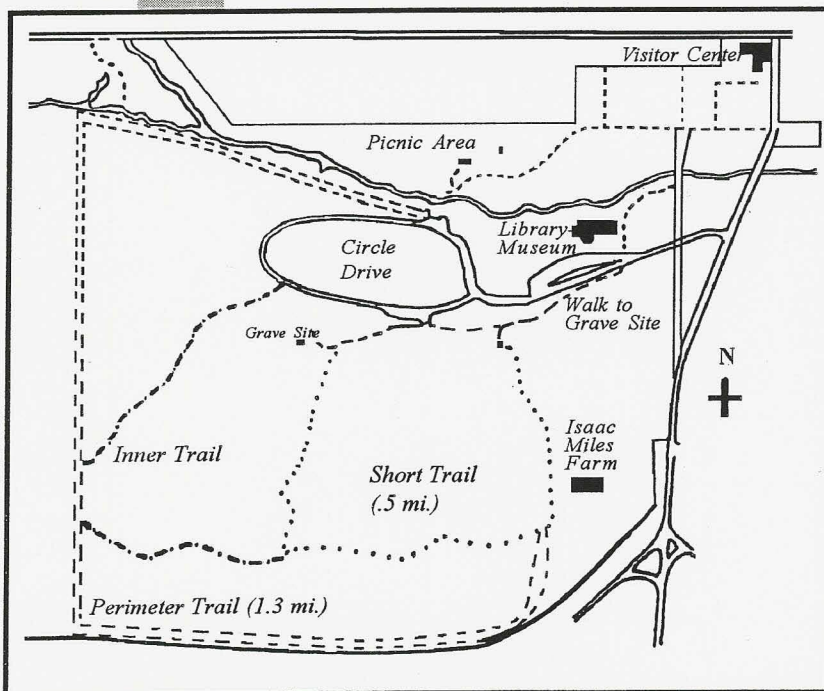 Visitor Center
Picnic Area
Library-
Museum
Circle
Drive
Walk to
Grave Site
Grave Site
N
Inner Trail
Isaac
Miles
Farm
Short Trail
(.5 mi.)
Perimeter Trail (1.3 mi.)